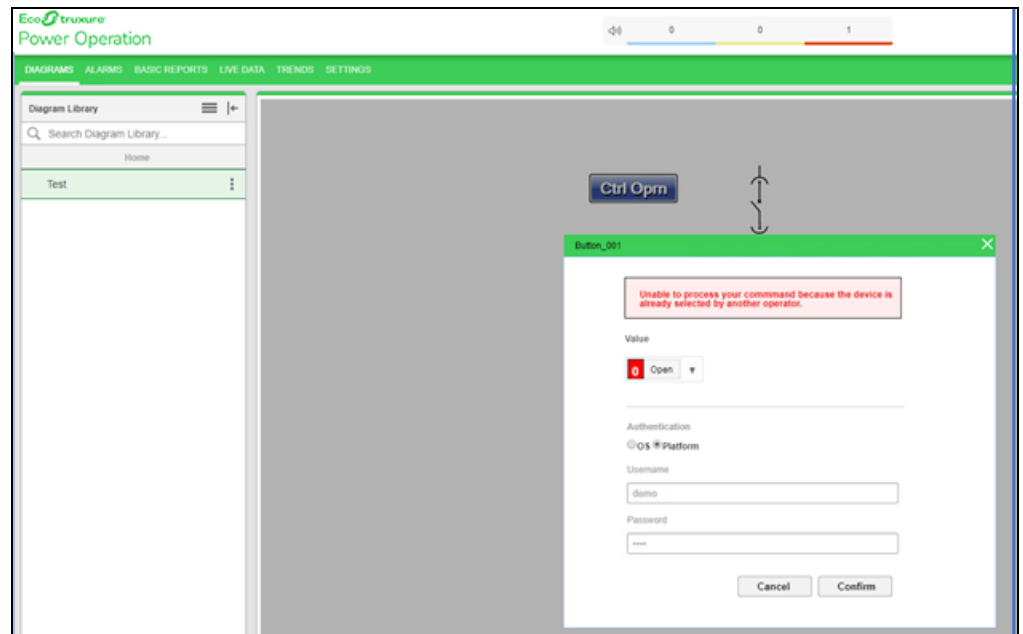 EcoStruxure
Power Operation
0 0 1
DIAGRAMS ALARMS BASIC REPORTS LIVE DATA TRENDS SETTINGS
Diagram Library
Search Diagram Library...
Home
Test
Ctrl Oprn
Button_001
Unable to process your commmand because the device is
already selected by another operator.
Value
0 Open
Authentication
OS Platform
Username
demo
Password
Cancel Confirm